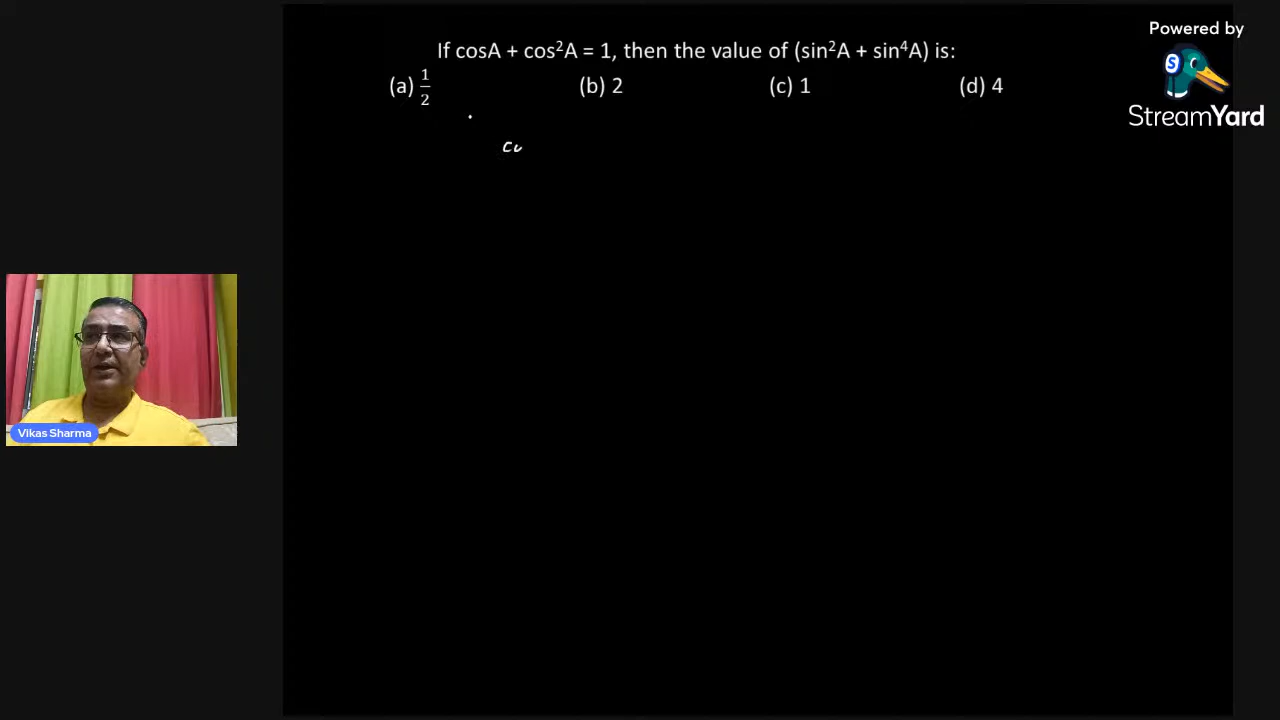 Powered by
StreamYard
If cosA + cos²A = 1, then the value of (sin²A + sin⁴A) is:
(a) 1/2 (b) 2 (c) 1 (d) 4
Vikas Sharma